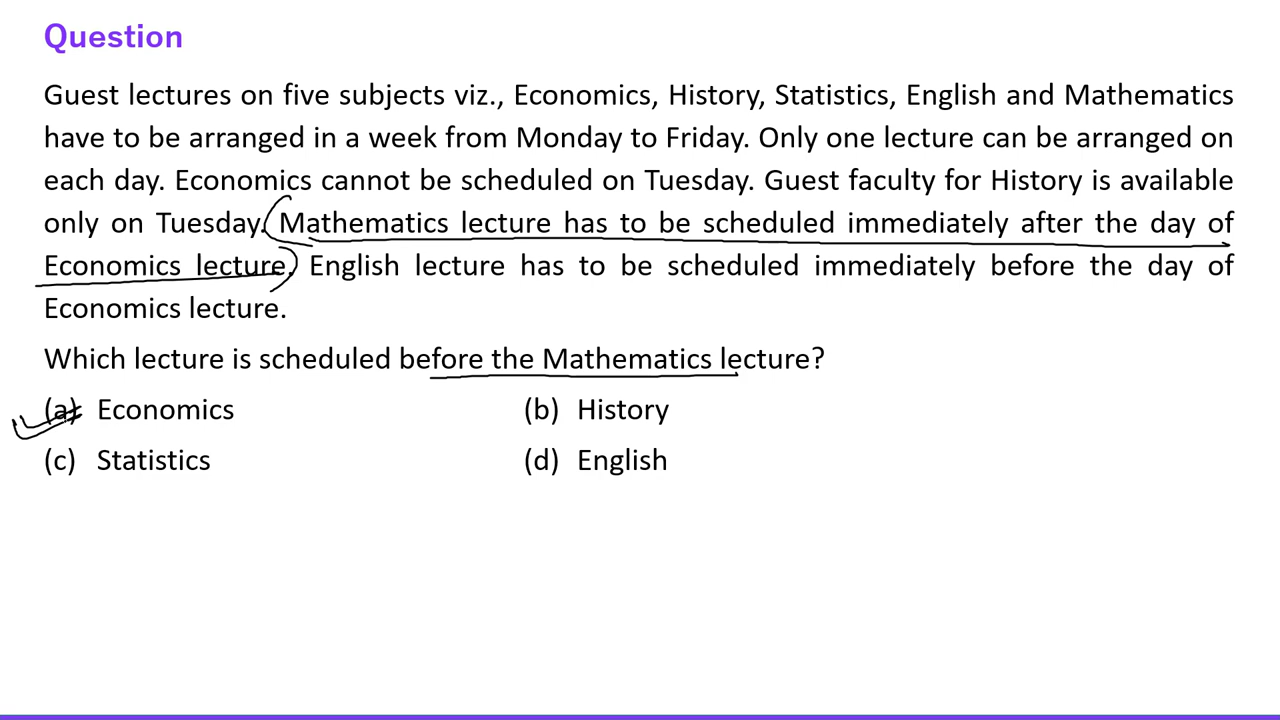 Question
Guest lectures on five subjects viz., Economics, History, Statistics, English and Mathematics
have to be arranged in a week from Monday to Friday. Only one lecture can be arranged on
each day. Economics cannot be scheduled on Tuesday. Guest faculty for History is available
only on Tuesday. Mathematics lecture has to be scheduled immediately after the day of
Economics lecture. English lecture has to be scheduled immediately before the day of
Economics lecture.
Which lecture is scheduled before the Mathematics lecture?
(a) Economics (b) History
(c) Statistics (d) English